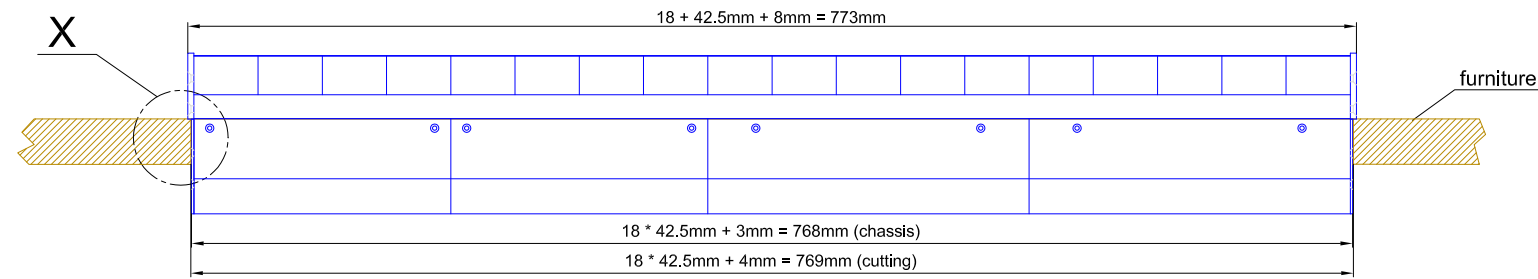 18 + 42.5mm + 8mm = 773mm
X
furniture
18 * 42.5mm + 3mm = 768mm (chassis)
18 * 42.5mm + 4mm = 769mm (cutting)